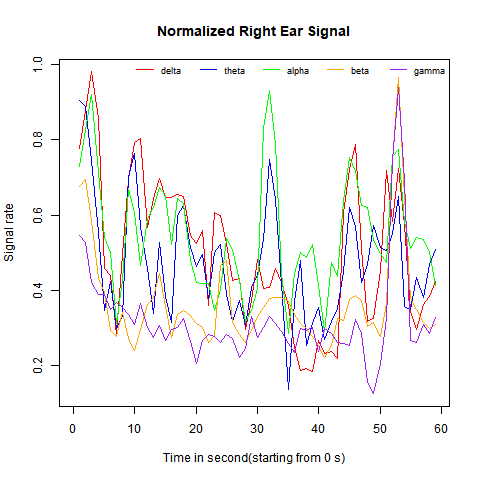 Normalized Right Ear Signal
delta theta alpha beta gamma
1.0
0.8
0.6
0.4
0.2
Signal rate
0 10 20 30 40 50 60
Time in second(starting from 0 s)